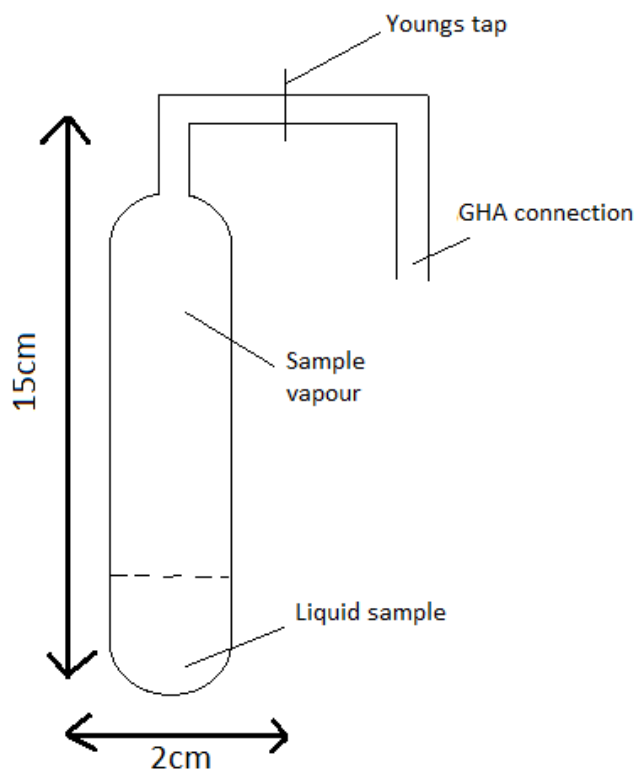 Youngs tap
GHA connection
15cm
Sample
vapour
Liquid sample
2cm